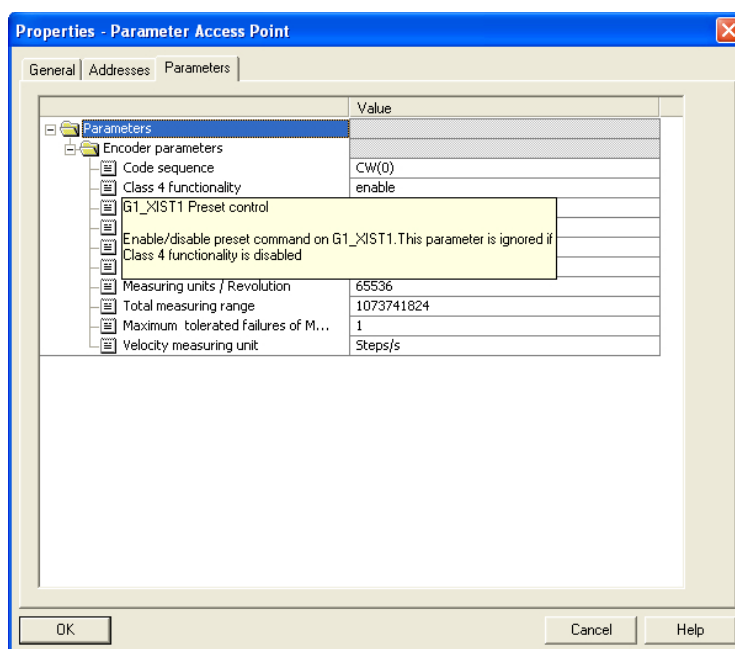 Properties - Parameter Access Point
General Addresses Parameters
Value
Parameters
Encoder parameters
Code sequence CW(0)
Class 4 functionality enable
G1_XIST1 Preset control
Enable/disable preset command on G1_XIST1.This parameter is ignored if
Class 4 functionality is disabled
Measuring units / Revolution 65536
Total measuring range 1073741824
Maximum tolerated failures of M... 1
Velocity measuring unit Steps/s
OK Cancel Help